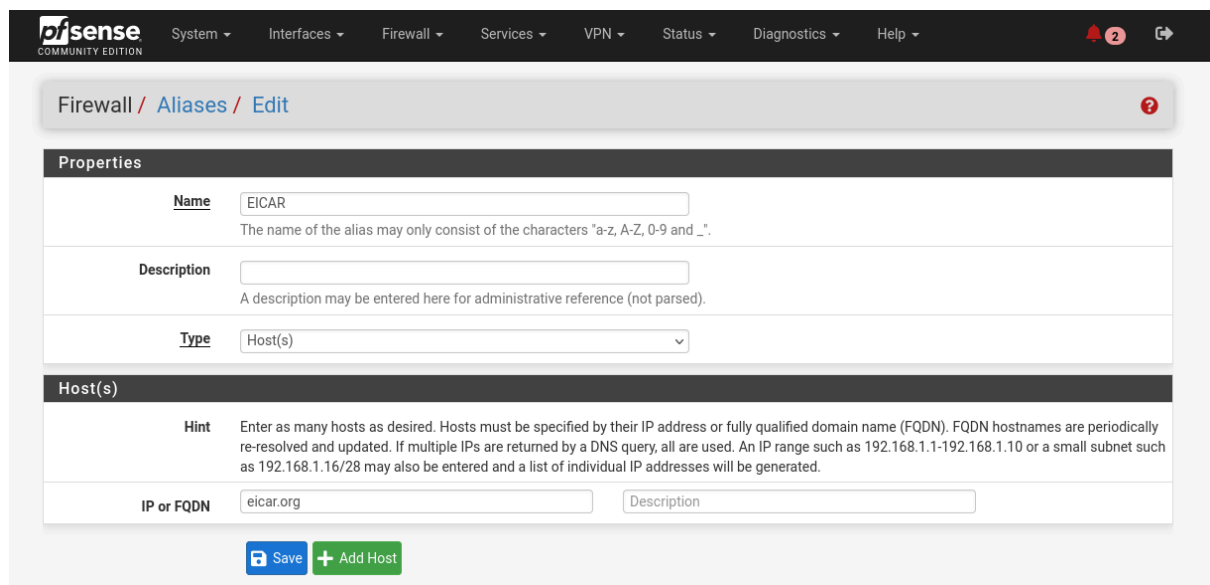 pfsense
COMMUNITY EDITION
System Interfaces Firewall Services VPN Status Diagnostics Help 2
Firewall / Aliases / Edit
Properties
Name EICAR
The name of the alias may only consist of the characters "a-z, A-Z, 0-9 and _".
Description
A description may be entered here for administrative reference (not parsed).
Type Host(s)
Host(s)
Hint Enter as many hosts as desired. Hosts must be specified by their IP address or fully qualified domain name (FQDN). FQDN hostnames are periodically
re-resolved and updated. If multiple IPs are returned by a DNS query, all are used. An IP range such as 192.168.1.1-192.168.1.10 or a small subnet such
as 192.168.1.16/28 may also be entered and a list of individual IP addresses will be generated.
IP or FQDN eicar.org Description
Save Add Host